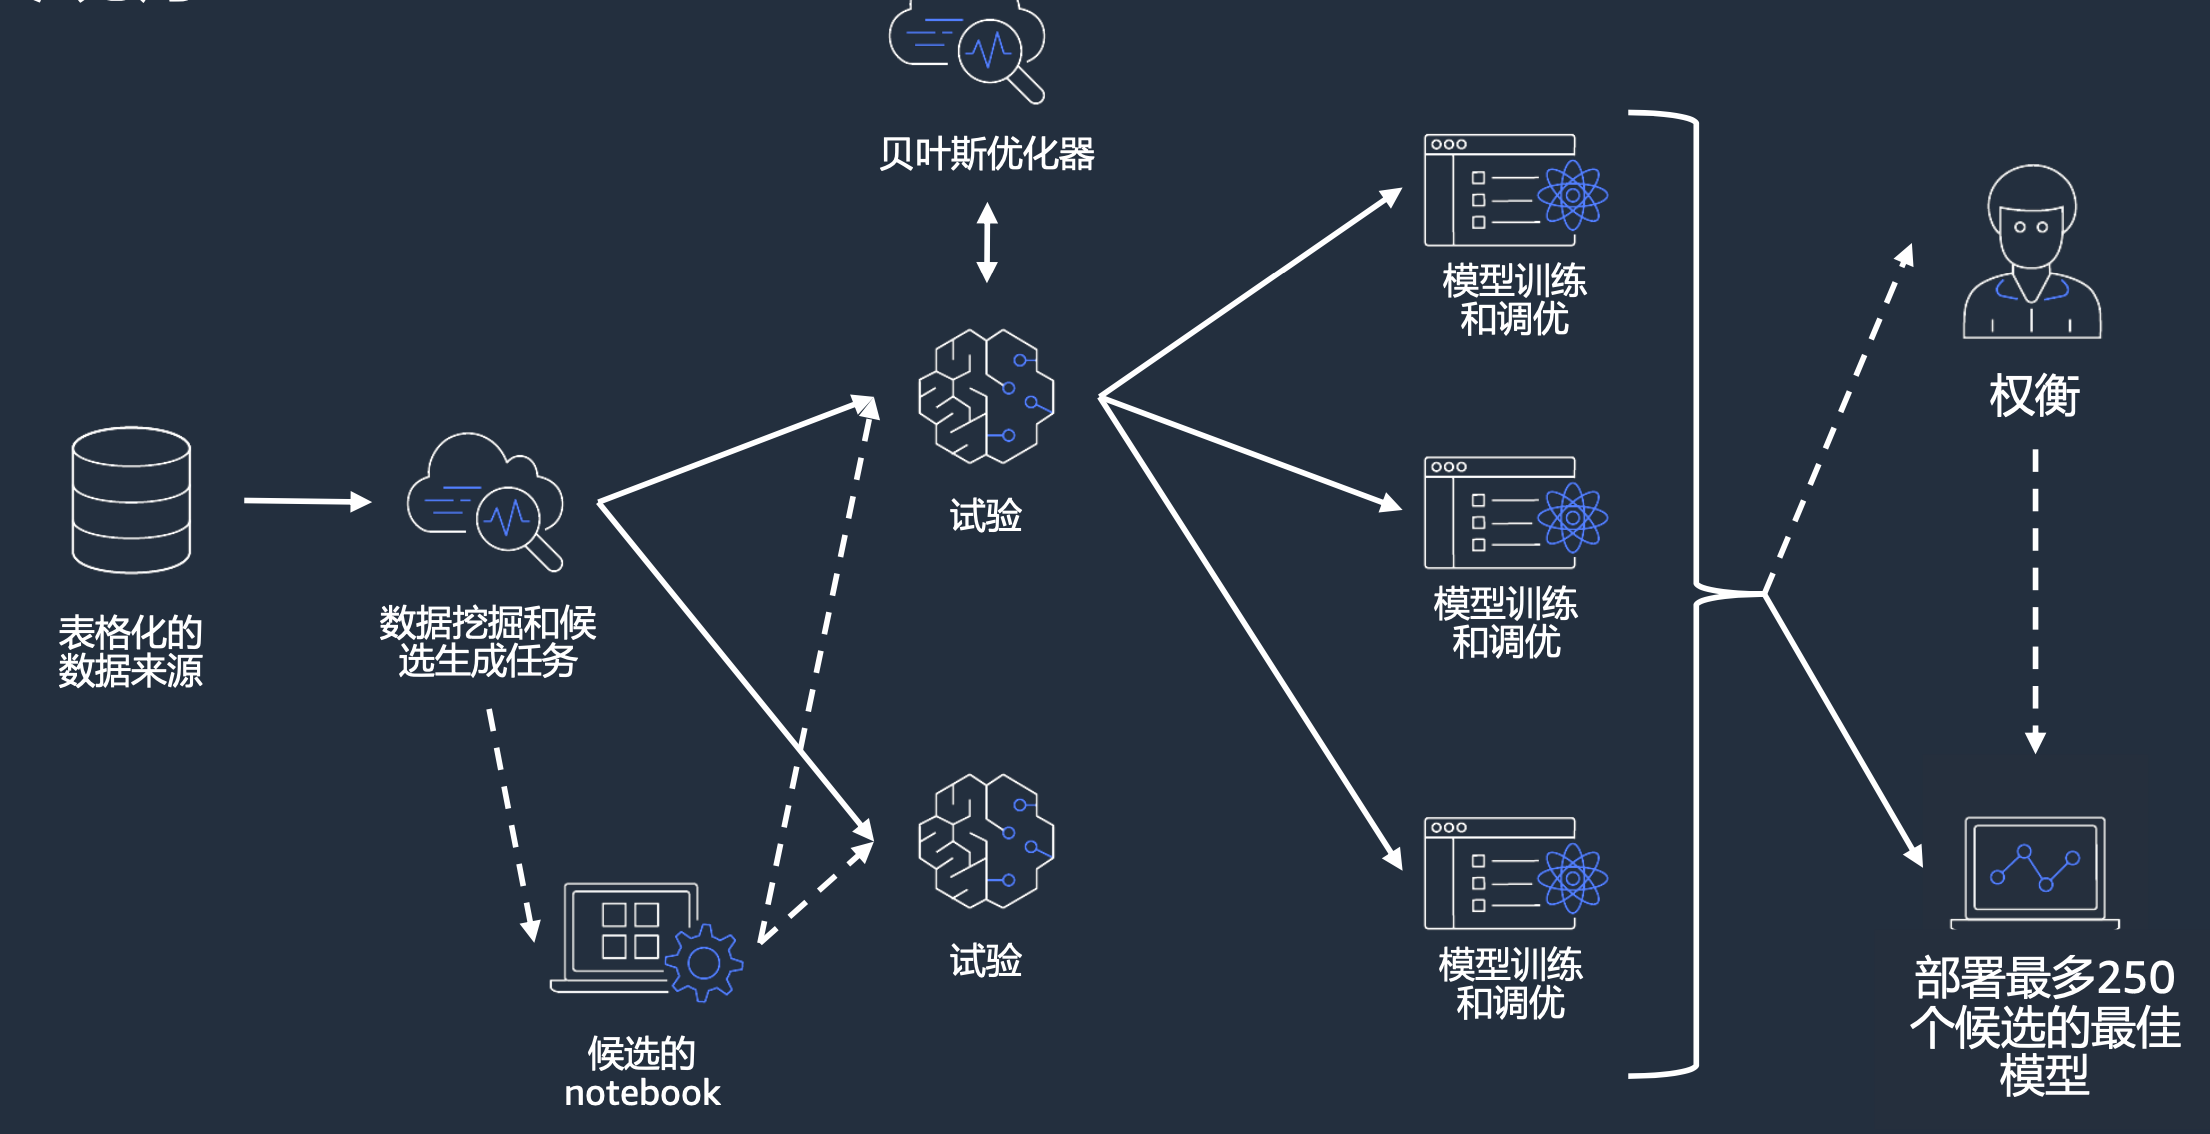 贝叶斯优化器
模型训练
和调优
权衡
试验
表格化的
数据来源
数据挖掘和候
选生成任务
模型训练
和调优
试验
模型训练
和调优
候选的
notebook
部署最多250
个候选的最佳
模型